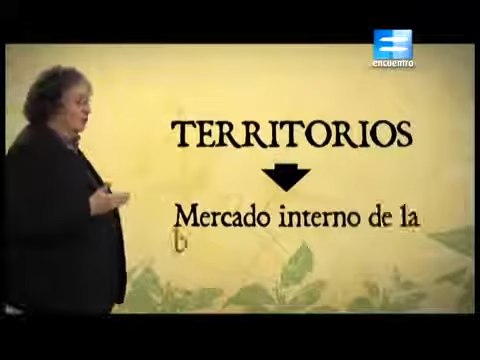 encuentro
TERRITORIOS
Mercado interno de la
b